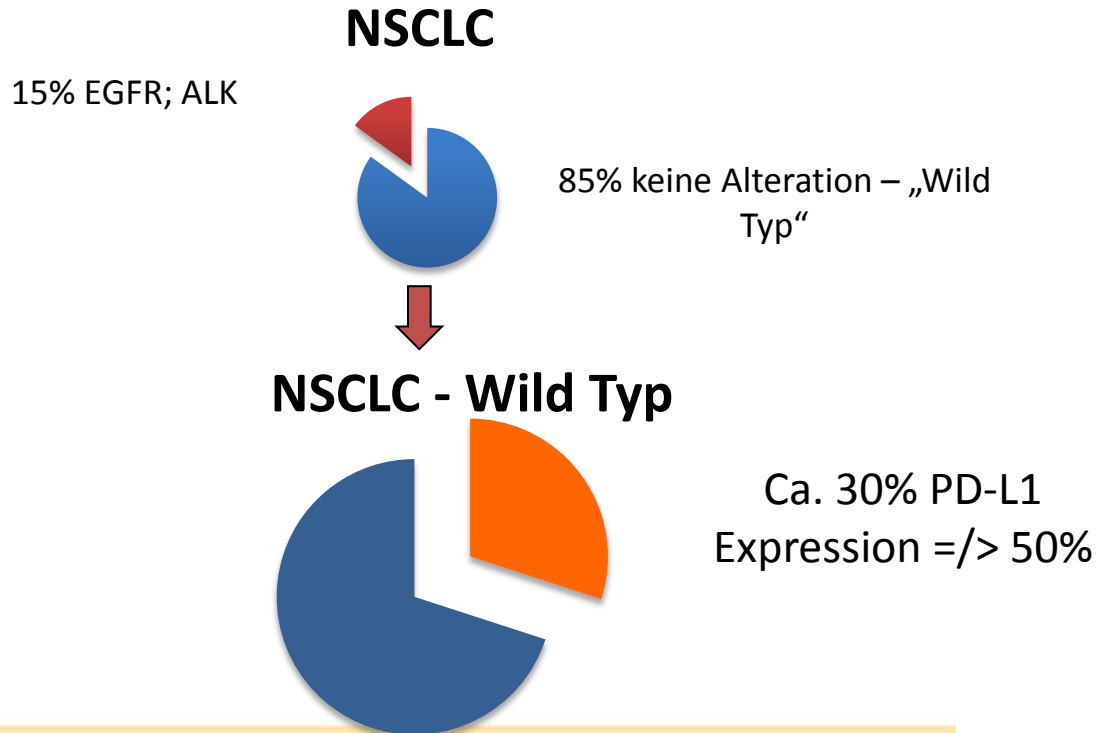 NSCLC
15% EGFR; ALK
85% keine Alteration – „Wild
Typ“
NSCLC - Wild Typ
Ca. 30% PD-L1
Expression =/> 50%